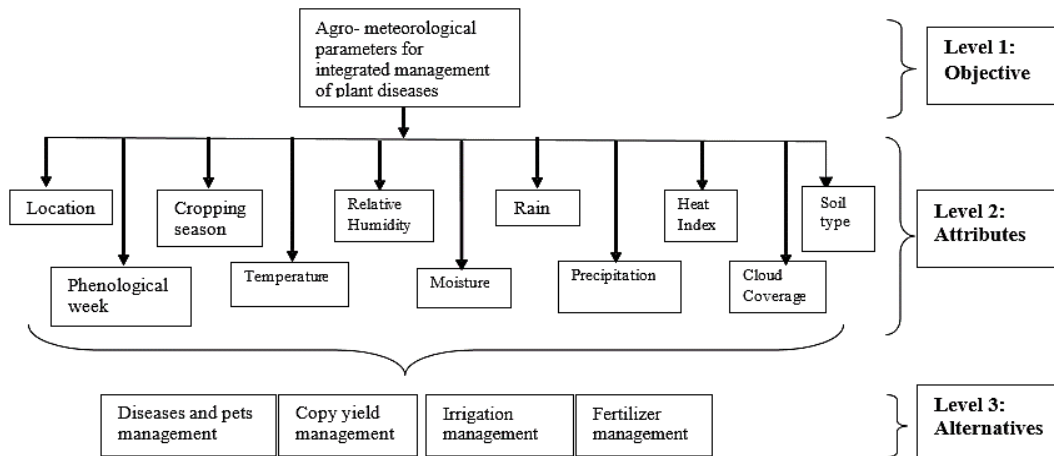 Agro- meteorological
parameters for
integrated management
of plant diseases
Level 1:
Objective
Location
Cropping
season
Relative
Humidity
Rain
Heat
Index
Soil
type
Level 2:
Attributes
Phenological
week
Temperature
Moisture
Precipitation
Cloud
Coverage
Diseases and pets
management
Copy yield
management
Irrigation
management
Fertilizer
management
Level 3:
Alternatives